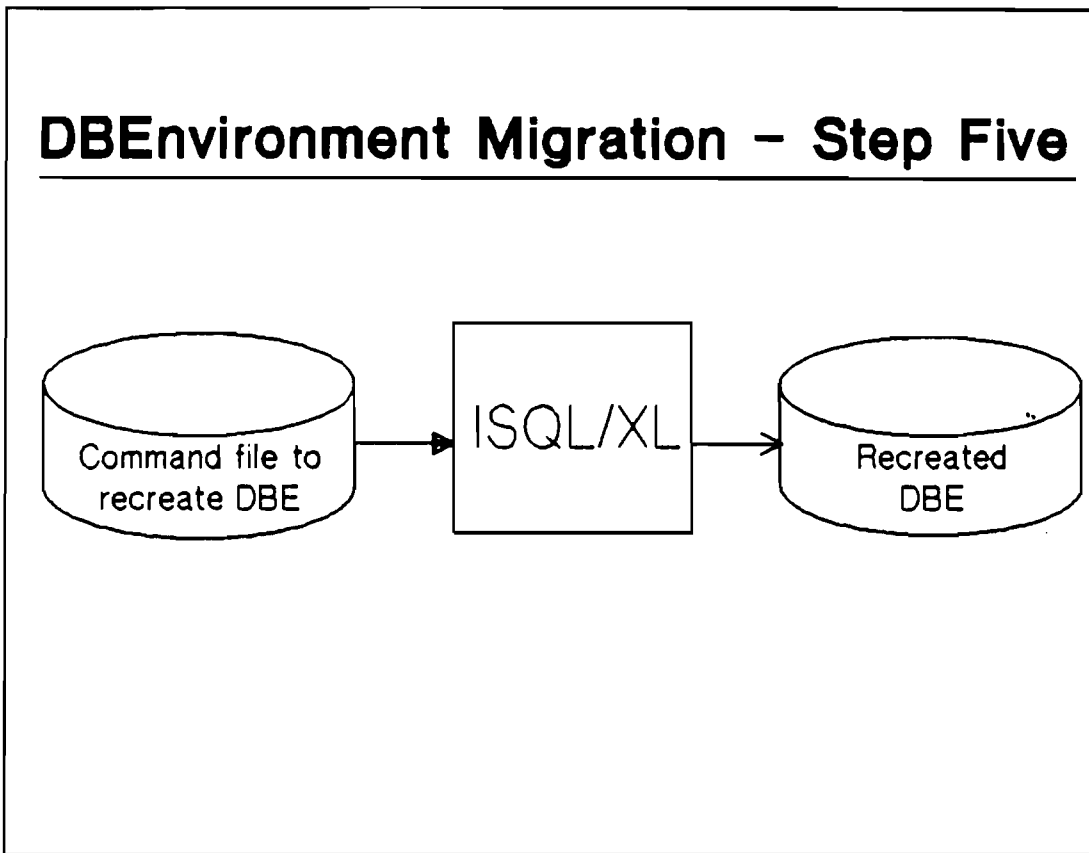 DBEnvironment Migration – Step Five
Command file to
recreate DBE
ISQL/XL
Recreated
DBE